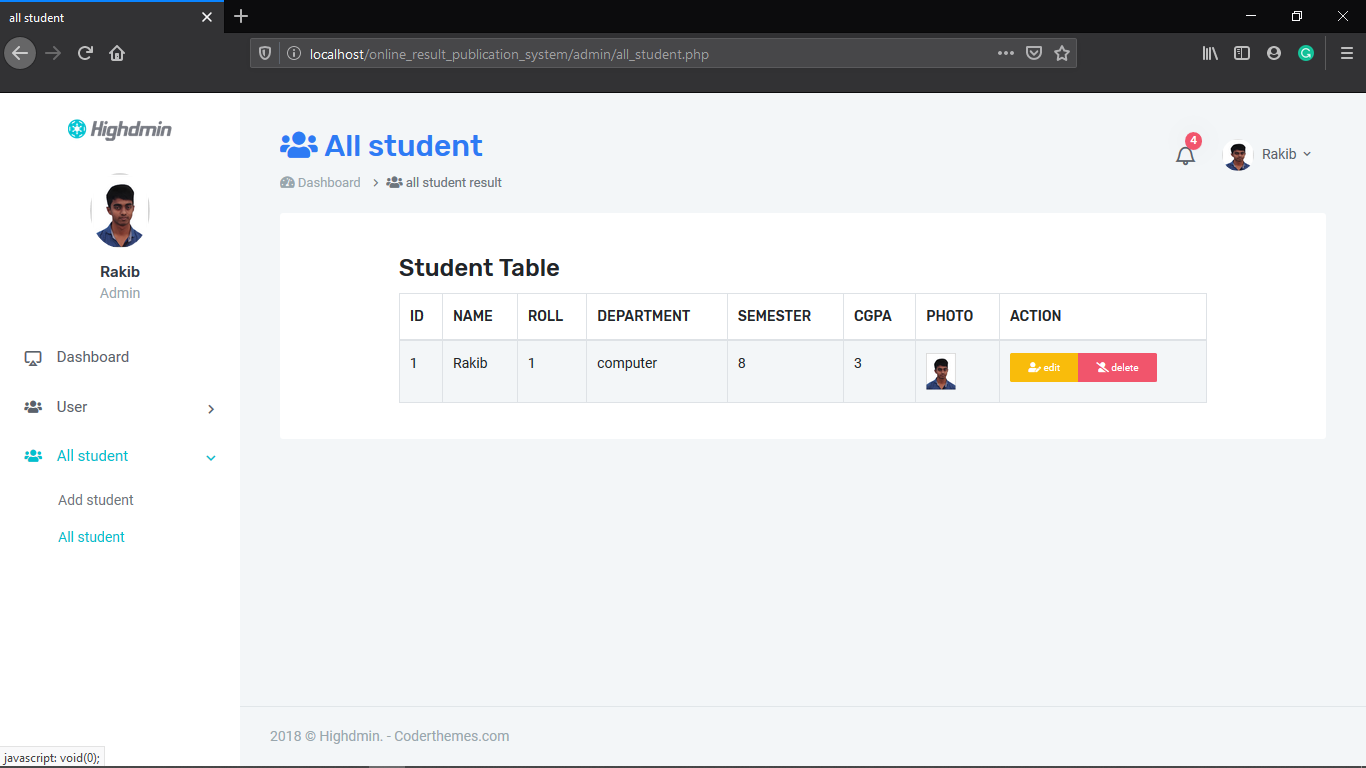 all student
localhost/online_result_publication_system/admin/all_student.php
Highdmin
All student
4
Rakib
Dashboard > all student result
Rakib
Admin
Dashboard
User
All student
Add student
All student
Student Table
ID NAME ROLL DEPARTMENT SEMESTER CGPA PHOTO ACTION
1 Rakib 1 computer 8 3 edit delete
2018 © Highdmin. - Coderthemes.com
javascript: void(0);